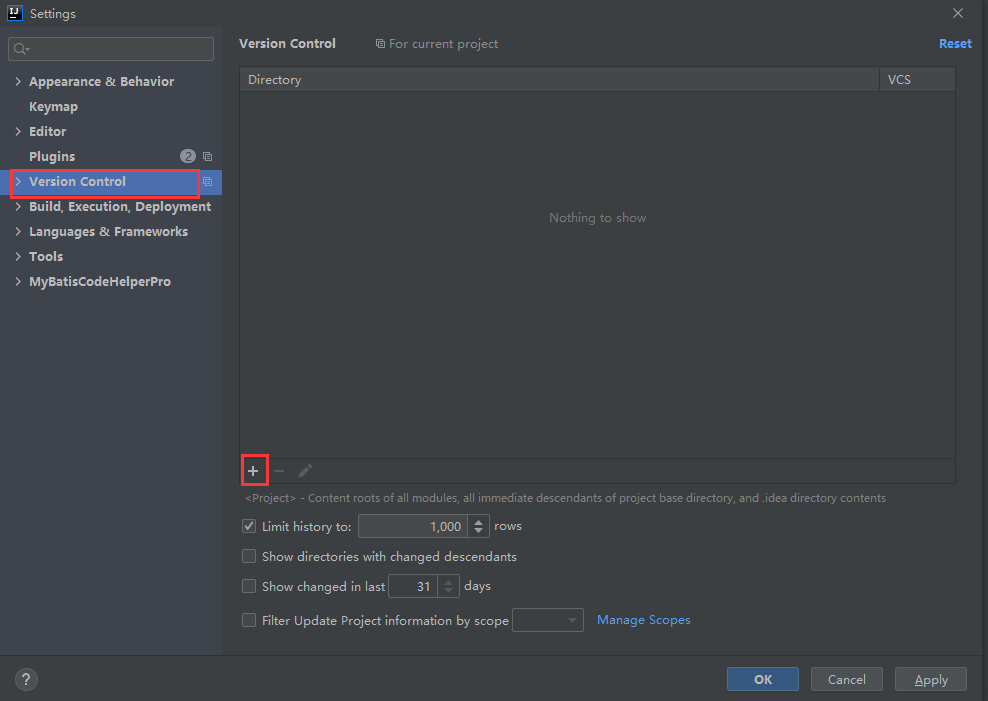 Settings
Appearance & Behavior
Keymap
Editor
Plugins 2
Version Control
Build, Execution, Deployment
Languages & Frameworks
Tools
MyBatisCodeHelperPro
Version Control For current project Reset
Directory VCS
Nothing to show
<Project> - Content roots of all modules, all immediate descendants of project base directory, and .idea directory contents
Limit history to: 1,000 rows
Show directories with changed descendants
Show changed in last 31 days
Filter Update Project information by scope Manage Scopes
? OK Cancel Apply